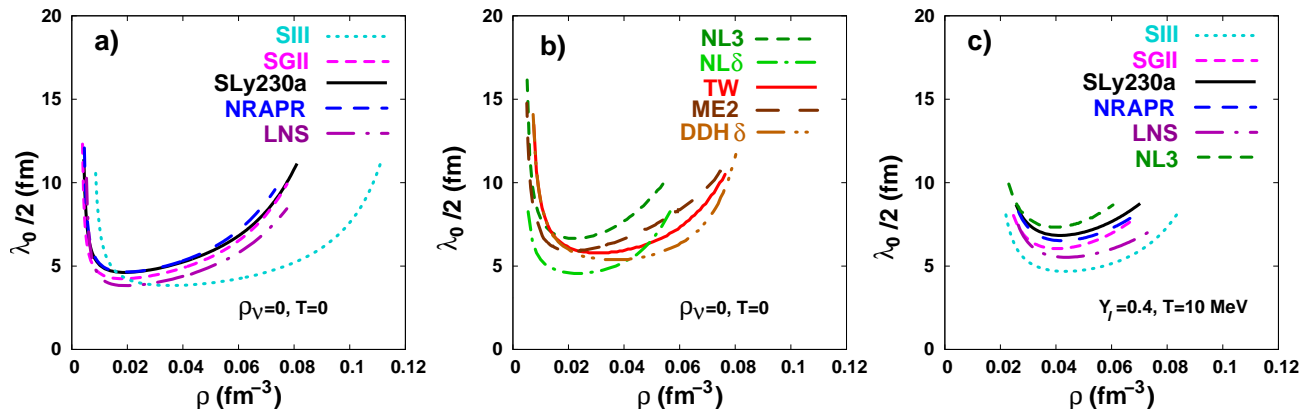 a)
SIII
SGII
SLy230a
NRAPR
LNS
ρν=0, T=0
20
15
10
5
0
λ0 /2 (fm)
0 0.02 0.04 0.06 0.08 0.1 0.12
ρ (fm−3)
b)
NL3
NLδ
TW
ME2
DDH δ
ρν=0, T=0
20
15
10
5
0
λ0 /2 (fm)
0 0.02 0.04 0.06 0.08 0.1 0.12
ρ (fm−3)
c)
SIII
SGII
SLy230a
NRAPR
LNS
NL3
Yl =0.4, T=10 MeV
20
15
10
5
0
λ0 /2 (fm)
0 0.02 0.04 0.06 0.08 0.1 0.12
ρ (fm−3)